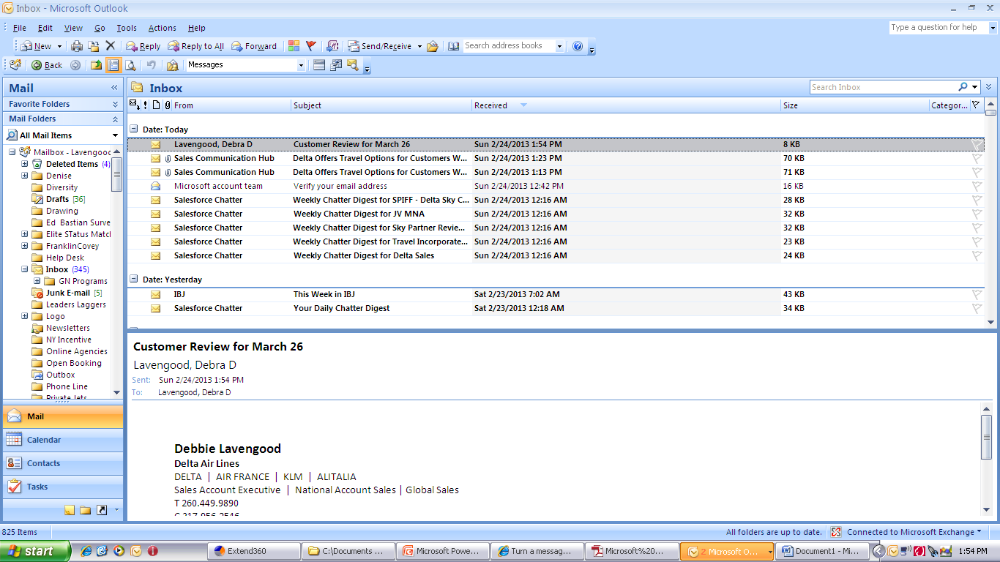 Inbox - Microsoft Outlook
File Edit View Go Tools Actions Help Type a question for help
New Reply Reply to All Forward Send/Receive Search address books
Back Messages
Mail
Favorite Folders
Mail Folders
All Mail Items
Mailbox - Lavengood
Deleted Items (4)
Denise
Diversity
Drafts [36]
Drawing
Ed Bastian Surve
Elite STatus Matcl
FranklinCovey
Help Desk
Inbox (345)
GN Programs
Junk E-mail [5]
Leaders Laggers
Logo
Newsletters
NY Incentive
Online Agencies
Open Booking
Outbox
Phone Line
Private Jets
Mail
Calendar
Contacts
Tasks
Inbox Search Inbox
From Subject Received Size Categor...
Date: Today
Lavengood, Debra D Customer Review for March 26 Sun 2/24/2013 1:54 PM 8 KB
Sales Communication Hub Delta Offers Travel Options for Customers W... Sun 2/24/2013 1:23 PM 70 KB
Sales Communication Hub Delta Offers Travel Options for Customers W... Sun 2/24/2013 1:13 PM 71 KB
Microsoft account team Verify your email address Sun 2/24/2013 12:42 PM 16 KB
Salesforce Chatter Weekly Chatter Digest for SPIFF - Delta Sky C... Sun 2/24/2013 12:16 AM 28 KB
Salesforce Chatter Weekly Chatter Digest for JV MNA Sun 2/24/2013 12:16 AM 32 KB
Salesforce Chatter Weekly Chatter Digest for Sky Partner Revie... Sun 2/24/2013 12:16 AM 32 KB
Salesforce Chatter Weekly Chatter Digest for Travel Incorporate... Sun 2/24/2013 12:16 AM 23 KB
Salesforce Chatter Weekly Chatter Digest for Delta Sales Sun 2/24/2013 12:16 AM 24 KB
Date: Yesterday
IBJ This Week in IBJ Sat 2/23/2013 7:02 AM 43 KB
Salesforce Chatter Your Daily Chatter Digest Sat 2/23/2013 12:18 AM 34 KB
Customer Review for March 26
Lavengood, Debra D
Sent: Sun 2/24/2013 1:54 PM
To: Lavengood, Debra D
Debbie Lavengood
Delta Air Lines
DELTA | AIR FRANCE | KLM | ALITALIA
Sales Account Executive | National Account Sales | Global Sales
T 260.449.9890
C 317-956-2546
825 Items All folders are up to date. Connected to Microsoft Exchange
start Extend360 C:\Documents ... Microsoft Powe... Turn a messag... Microsoft%20... 2 Microsoft O... Document1 - Mi... 1:54 PM